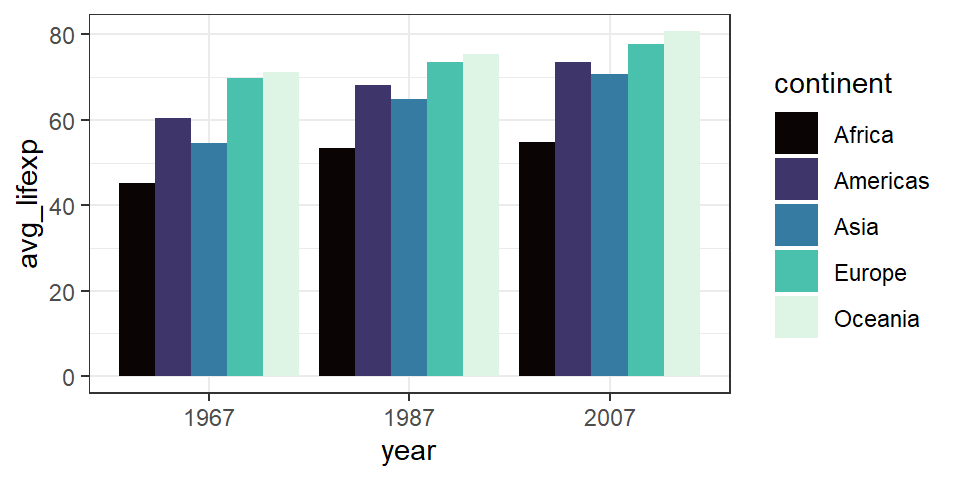 avg_lifexp
80
60
40
20
0
1967 1987 2007
year
continent
Africa
Americas
Asia
Europe
Oceania